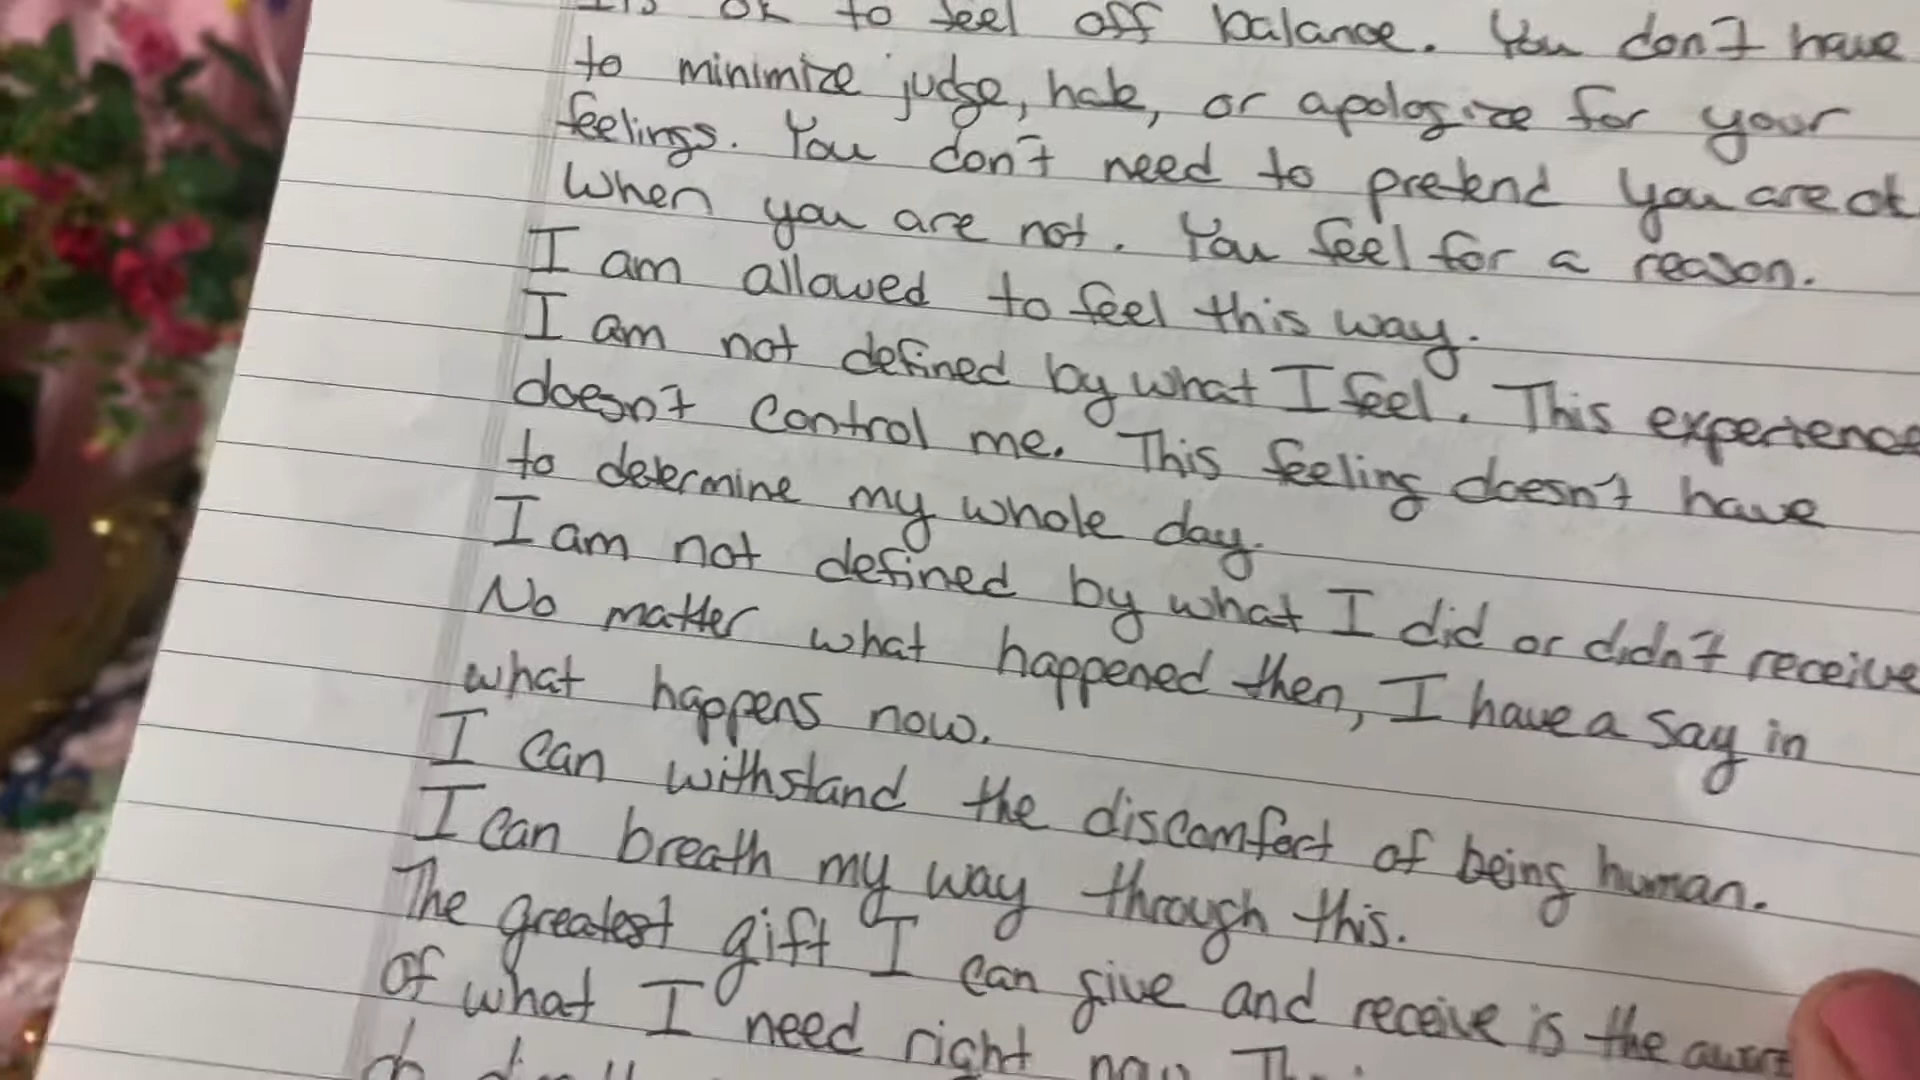 It's ok to feel off balance. You don't have
to minimize judge, hate, or apologize for your
feelings. You don't need to pretend you are ok
When you are not. You feel for a reason.
I am allowed to feel this way.
I am not defined by what I feel. This experience
doesn't control me. This feeling doesn't have
to determine my whole day.
I am not defined by what I did or didn't receive
No matter what happened then, I have a say in
what happens now.
I can withstand the discomfort of being human.
I can breath my way through this.
The greatest gift I can give and receive is the
of what I need right now